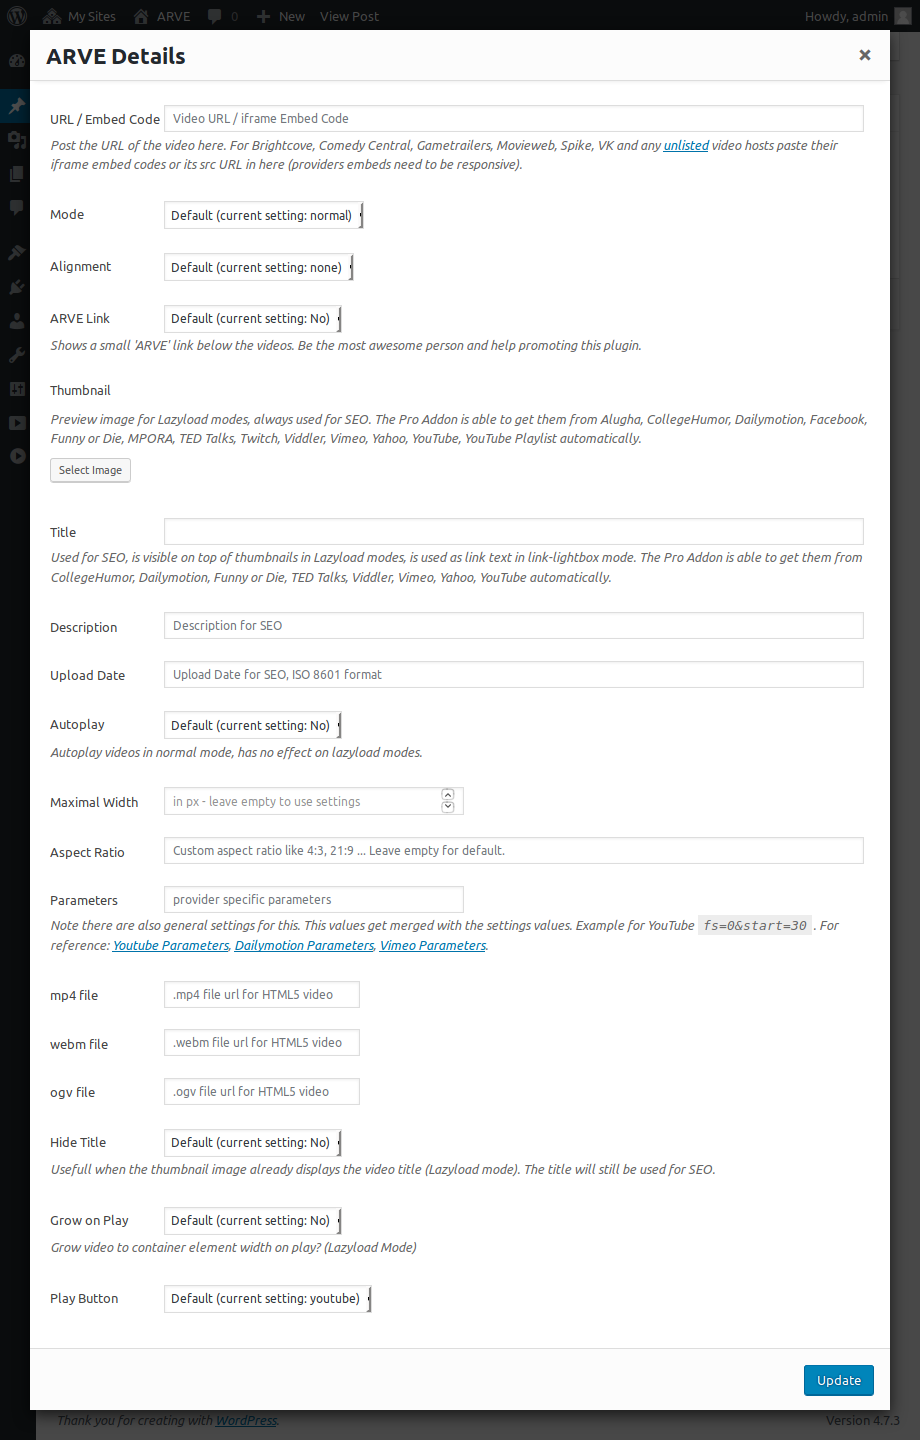 My Sites ARVE 0 New View Post Howdy, admin
ARVE Details
URL / Embed Code Video URL / iframe Embed Code
Post the URL of the video here. For Brightcove, Comedy Central, Gametrailers, Movieweb, Spike, VK and any unlisted video hosts paste their
iframe embed codes or its src URL in here (providers embeds need to be responsive).
Mode Default (current setting: normal)
Alignment Default (current setting: none)
ARVE Link Default (current setting: No)
Shows a small 'ARVE' link below the videos. Be the most awesome person and help promoting this plugin.
Thumbnail
Preview image for Lazyload modes, always used for SEO. The Pro Addon is able to get them from Alugha, CollegeHumor, Dailymotion, Facebook,
Funny or Die, MPORA, TED Talks, Twitch, Viddler, Vimeo, Yahoo, YouTube, YouTube Playlist automatically.
Select Image
Title
Used for SEO, is visible on top of thumbnails in Lazyload modes, is used as link text in link-lightbox mode. The Pro Addon is able to get them from
CollegeHumor, Dailymotion, Funny or Die, TED Talks, Viddler, Vimeo, Yahoo, YouTube automatically.
Description Description for SEO
Upload Date Upload Date for SEO, ISO 8601 format
Autoplay Default (current setting: No)
Autoplay videos in normal mode, has no effect on lazyload modes.
Maximal Width in px - leave empty to use settings
Aspect Ratio Custom aspect ratio like 4:3, 21:9 ... Leave empty for default.
Parameters provider specific parameters
Note there are also general settings for this. This values get merged with the settings values. Example for YouTube fs=0&start=30 . For
reference: Youtube Parameters, Dailymotion Parameters, Vimeo Parameters.
mp4 file .mp4 file url for HTML5 video
webm file .webm file url for HTML5 video
ogv file .ogv file url for HTML5 video
Hide Title Default (current setting: No)
Usefull when the thumbnail image already displays the video title (Lazyload mode). The title will still be used for SEO.
Grow on Play Default (current setting: No)
Grow video to container element width on play? (Lazyload Mode)
Play Button Default (current setting: youtube)
Update
Thank you for creating with WordPress. Version 4.7.3